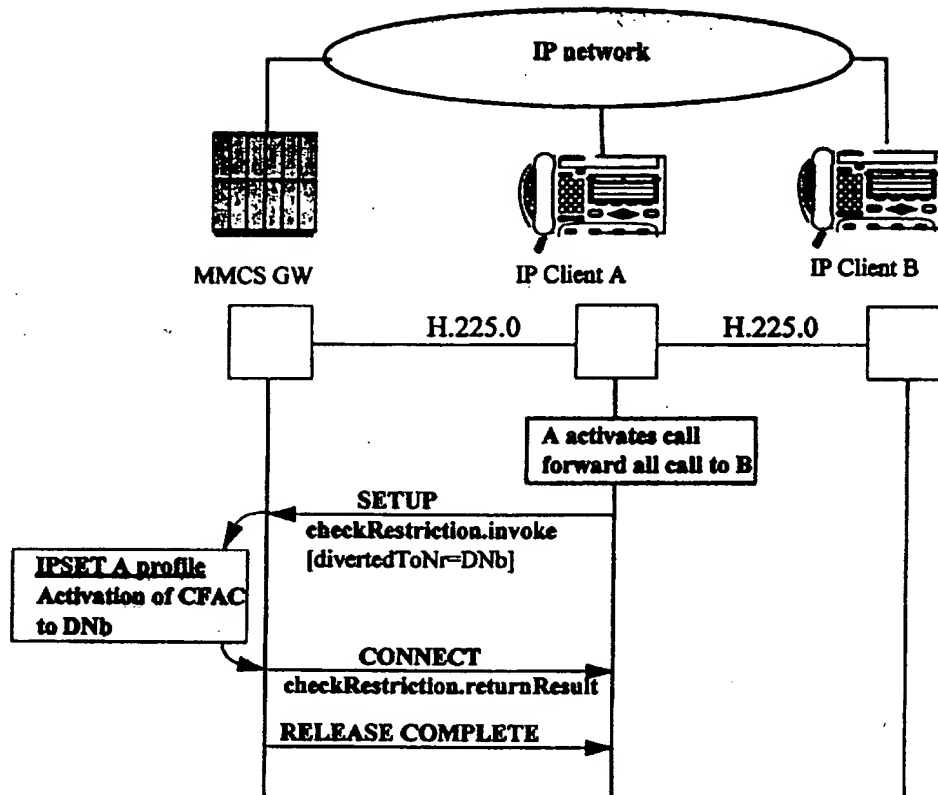 IP network
MMCS GW
IP Client A
IP Client B
H.225.0
H.225.0
A activates call
forward all call to B
SETUP
checkRestriction.invoke
[divertedToNr=DNb]
IPSET A profile
Activation of CFAC
to DNb
CONNECT
checkRestriction.returnResult
RELEASE COMPLETE